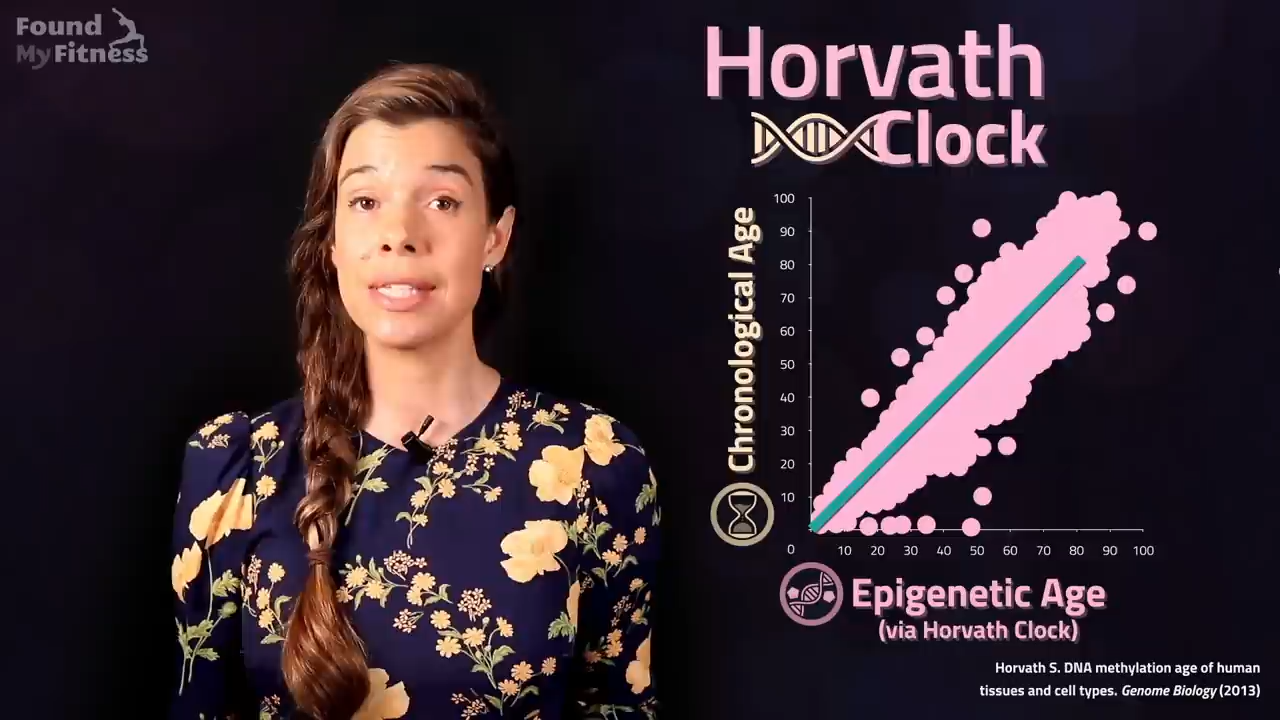 Found
My Fitness
Horvath
Clock
Chronological Age
100
90
80
70
60
50
40
30
20
10
0
10 20 30 40 50 60 70 80 90 100
Epigenetic Age
(via Horvath Clock)
Horvath S. DNA methylation age of human
tissues and cell types. Genome Biology (2013)